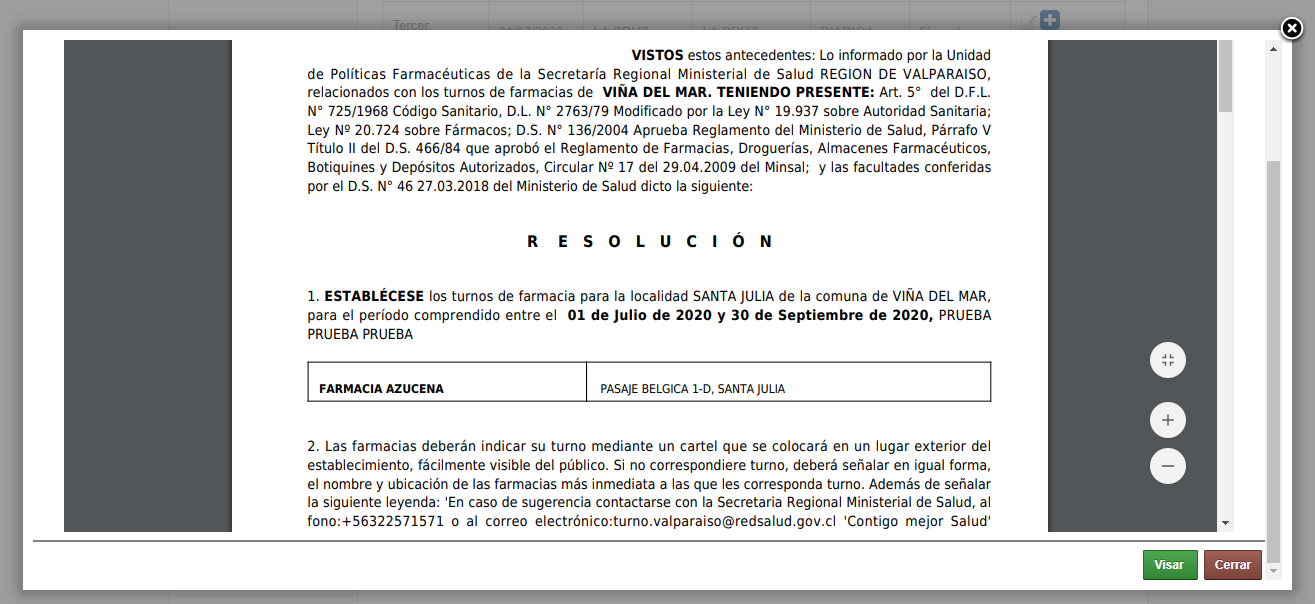 Tercer
VISTOS estos antecedentes: Lo informado por la Unidad
de Políticas Farmacéuticas de la Secretaría Regional Ministerial de Salud REGION DE VALPARAISO,
relacionados con los turnos de farmacias de VIÑA DEL MAR. TENIENDO PRESENTE: Art. 5° del D.F.L.
N° 725/1968 Código Sanitario, D.L. N° 2763/79 Modificado por la Ley N° 19.937 sobre Autoridad Sanitaria;
Ley Nº 20.724 sobre Fármacos; D.S. N° 136/2004 Aprueba Reglamento del Ministerio de Salud, Párrafo V
Título II del D.S. 466/84 que aprobó el Reglamento de Farmacias, Droguerías, Almacenes Farmacéuticos,
Botiquines y Depósitos Autorizados, Circular Nº 17 del 29.04.2009 del Minsal; y las facultades conferidas
por el D.S. N° 46 27.03.2018 del Ministerio de Salud dicto la siguiente:
R E S O L U C I Ó N
1. ESTABLÉCESE los turnos de farmacia para la localidad SANTA JULIA de la comuna de VIÑA DEL MAR,
para el período comprendido entre el 01 de Julio de 2020 y 30 de Septiembre de 2020, PRUEBA
PRUEBA PRUEBA
FARMACIA AZUCENA PASAJE BELGICA 1-D, SANTA JULIA
2. Las farmacias deberán indicar su turno mediante un cartel que se colocará en un lugar exterior del
establecimiento, fácilmente visible del público. Si no correspondiere turno, deberá señalar en igual forma,
el nombre y ubicación de las farmacias más inmediata a las que les corresponda turno. Además de señalar
la siguiente leyenda: 'En caso de sugerencia contactarse con la Secretaria Regional Ministerial de Salud, al
fono:+56322571571 o al correo electrónico:turno.valparaiso@redsalud.gov.cl 'Contigo mejor Salud'
Visar Cerrar